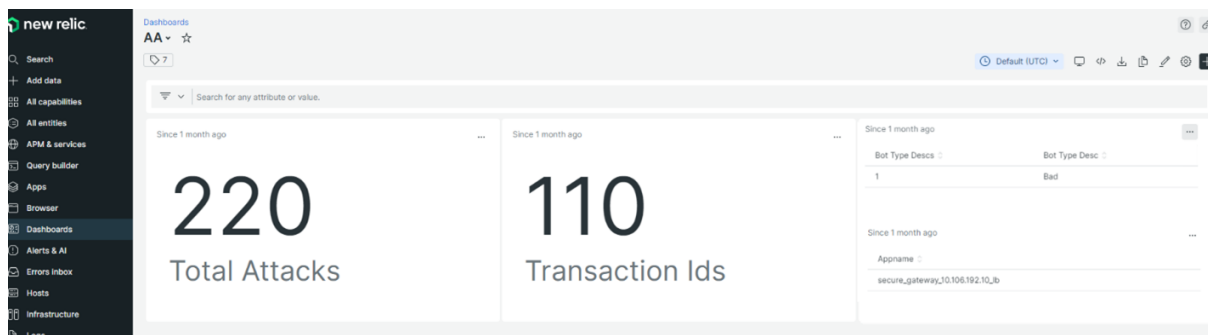 new relic
Search
Add data
All capabilities
All entities
APM & services
Query builder
Apps
Browser
Dashboards
Alerts & AI
Errors inbox
Hosts
Infrastructure
Dashboards
AA
7
Default (UTC)
Search for any attribute or value.
Since 1 month ago
220
Total Attacks
Since 1 month ago
110
Transaction Ids
Since 1 month ago
Bot Type Descs Bot Type Desc
1 Bad
Since 1 month ago
Appname
secure_gateway_10.106.192.10_lb